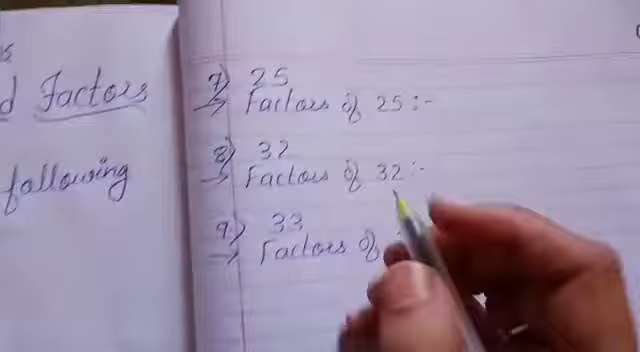 d Factors
following
7) 25
→ Factors of 25 :-
8) 32
→ Factors of 32 :-
9) 33
→ Factors of